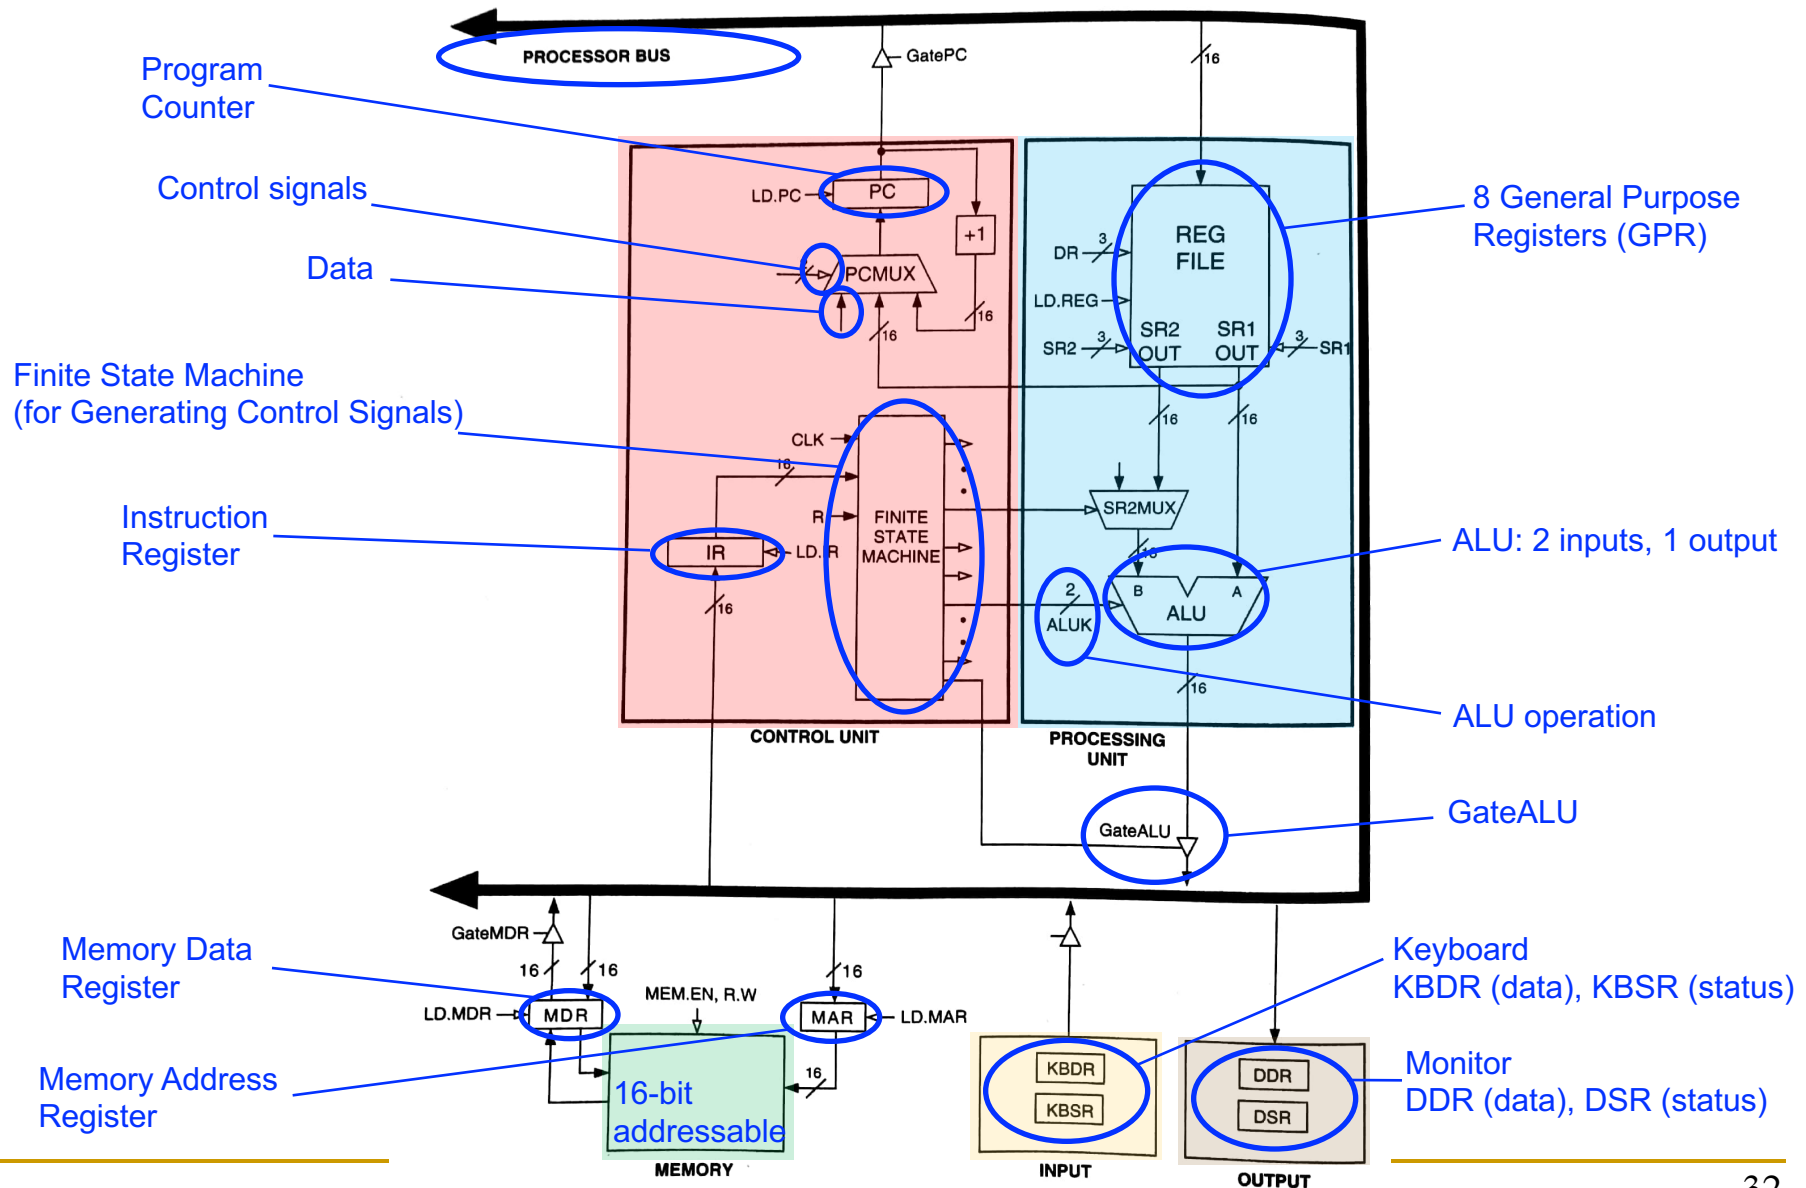 PROCESSOR BUS
GatePC
16
Program
Counter
Control signals
LD.PC
PC
+1
Data
2
PCMUX
16
16
8 General Purpose
Registers (GPR)
REG
FILE
DR
3
LD.REG
SR2
OUT
SR1
OUT
SR2
3
3
SR1
16
16
Finite State Machine
(for Generating Control Signals)
CLK
16
R
FINITE
STATE
MACHINE
SR2MUX
16
Instruction
Register
IR
16
ALU: 2 inputs, 1 output
B
A
ALU
2
ALUK
16
ALU operation
CONTROL UNIT
PROCESSING
UNIT
GateALU
GateALU
GateMDR
16
16
16
Memory Data
Register
LD.MDR
MDR
MEM.EN, R.W
MAR
LD.MAR
Keyboard
KBDR (data), KBSR (status)
Memory Address
Register
16-bit
addressable
16
KBDR
KBSR
DDR
DSR
Monitor
DDR (data), DSR (status)
MEMORY
INPUT
OUTPUT